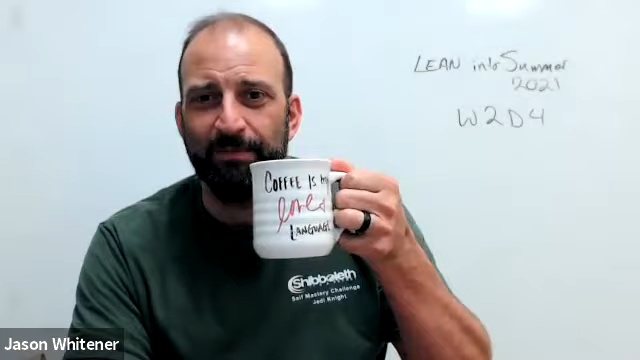 LEAN into Summer
2021
W2D4
COFFEE IS MY
love
LANGUAGE
Shibboleth
Self Mastery Challenge
Jedi Knight
Jason Whitener